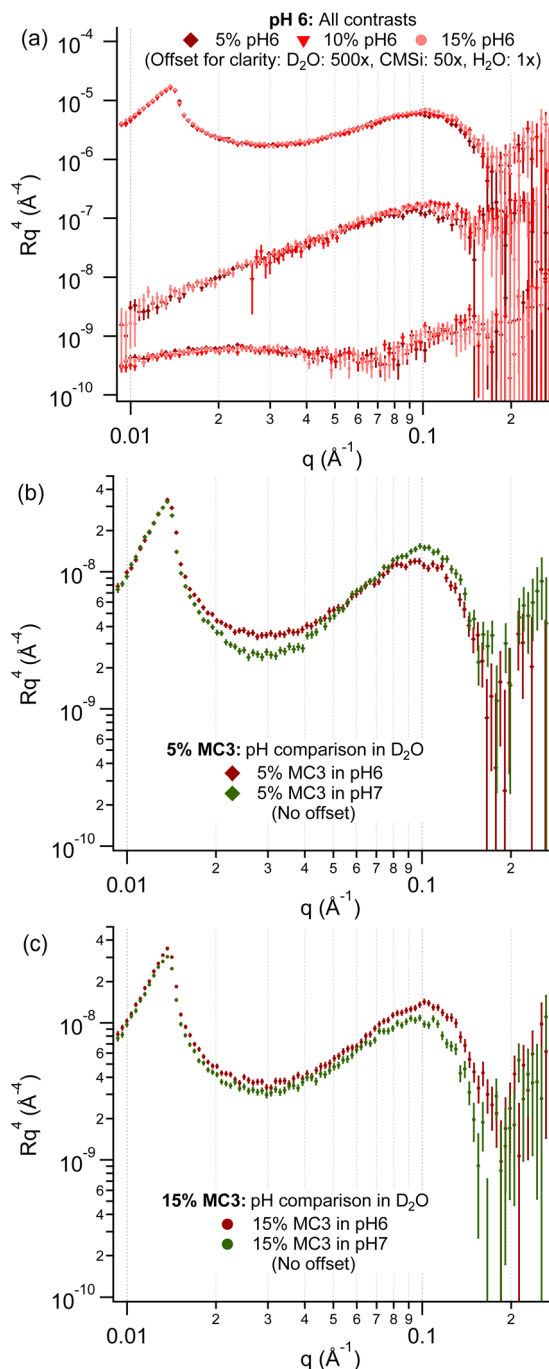 (a)
pH 6: All contrasts
5% pH6 10% pH6 15% pH6
(Offset for clarity: D₂O: 500x, CMSi: 50x, H₂O: 1x)
10⁻⁴
10⁻⁵
10⁻⁶
10⁻⁷
10⁻⁸
10⁻⁹
10⁻¹⁰
Rq⁴ (Å⁻⁴)
0.01 2 3 4 5 6 7 8 9 0.1 2
q (Å⁻¹)
(b)
4
2
10⁻⁸
8
6
4
2
10⁻⁹
8
6
4
2
10⁻¹⁰
Rq⁴ (Å⁻⁴)
5% MC3: pH comparison in D₂O
5% MC3 in pH6
5% MC3 in pH7
(No offset)
0.01 2 3 4 5 6 7 8 9 0.1 2
q (Å⁻¹)
(c)
4
2
10⁻⁸
8
6
4
2
10⁻⁹
8
6
4
2
10⁻¹⁰
Rq⁴ (Å⁻⁴)
15% MC3: pH comparison in D₂O
15% MC3 in pH6
15% MC3 in pH7
(No offset)
0.01 2 3 4 5 6 7 8 9 0.1 2
q (Å⁻¹)